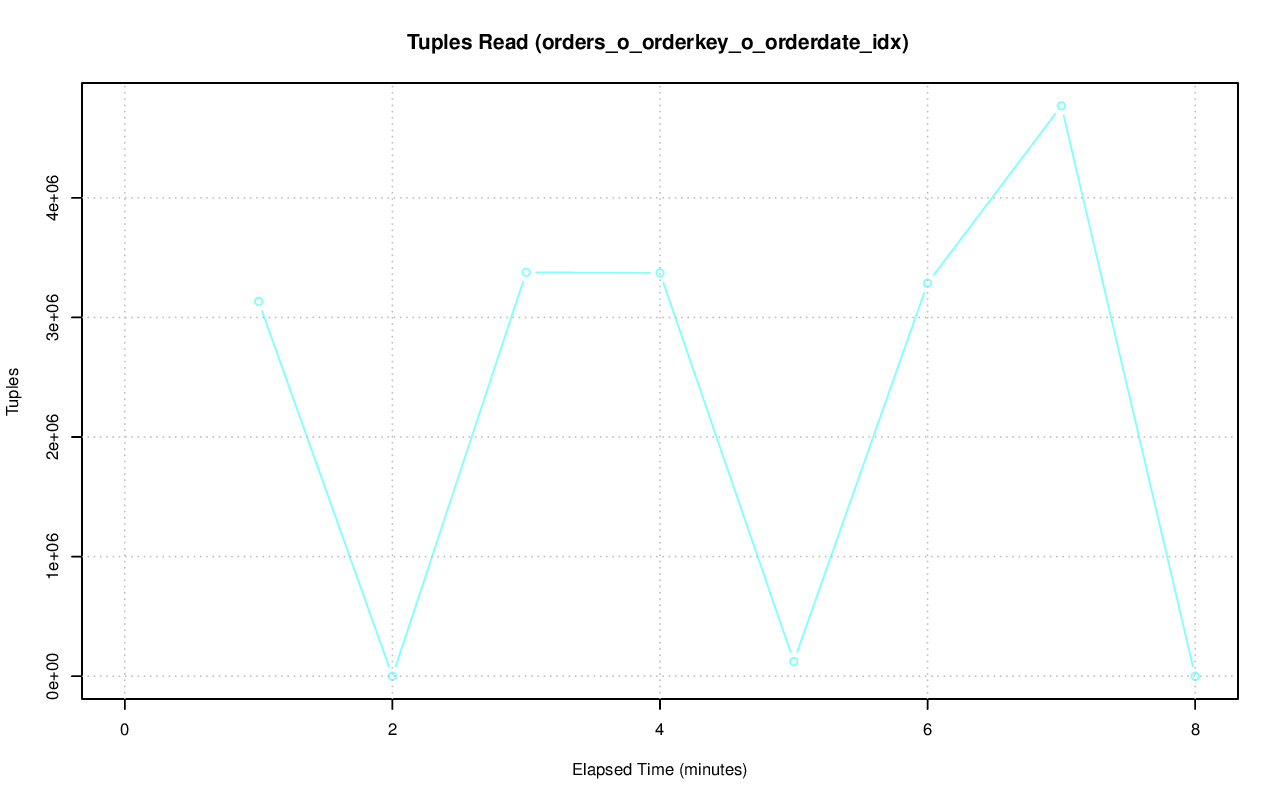 Tuples Read (orders_o_orderkey_o_orderdate_idx)
Tuples
4e+06
3e+06
2e+06
1e+06
0e+00
0 2 4 6 8
Elapsed Time (minutes)